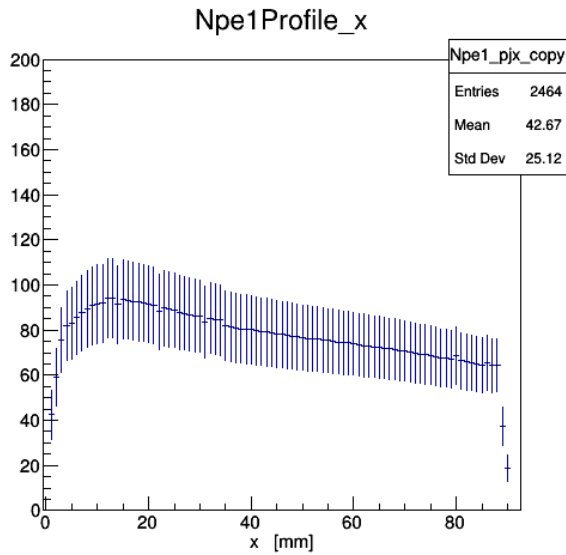 Npe1Profile_x
Npe1_pjx_copy
Entries 2464
Mean 42.67
Std Dev 25.12
200
180
160
140
120
100
80
60
40
20
0
0 20 40 60 80
x [mm]